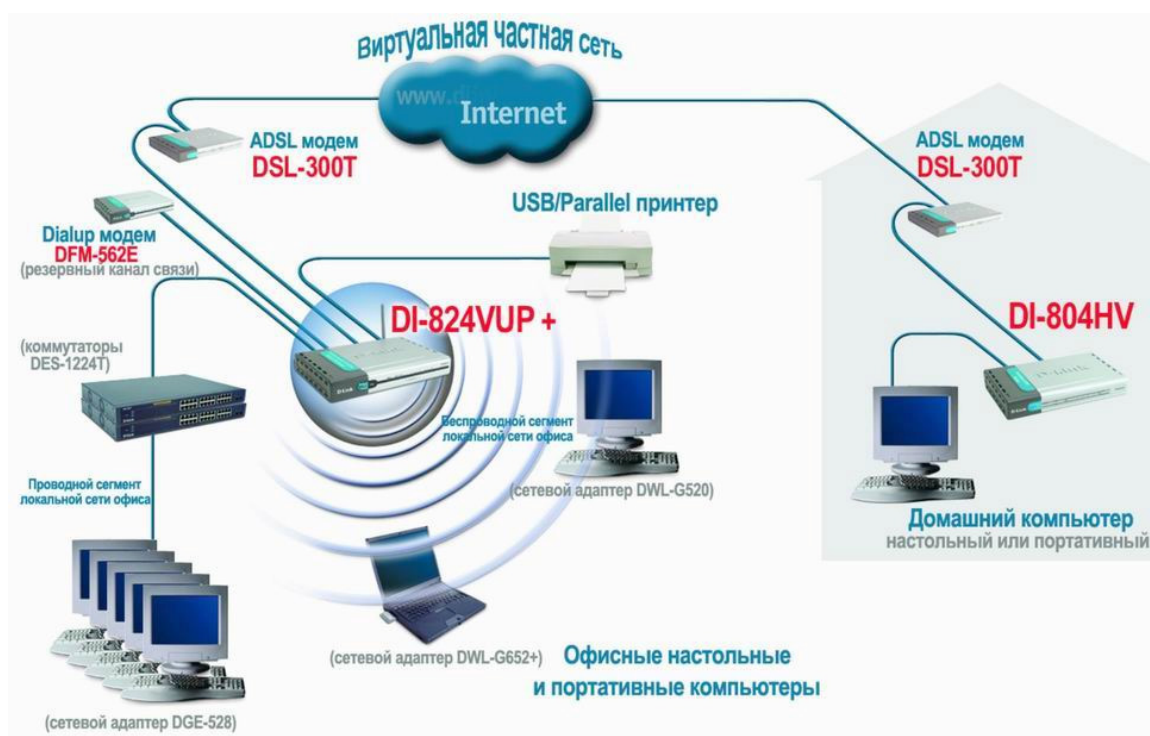 Виртуальная частная сеть
www.di
Internet
ADSL модем
DSL-300T
ADSL модем
DSL-300T
USB/Parallel принтер
Dialup модем
DFM-562E
(резервный канал связи)
DI-824VUP +
DI-804HV
(коммутаторы
DES-1224T)
D-Link
Беспроводной сегмент
локальной сети офиса
Проводной сегмент
локальной сети офиса
(сетевой адаптер DWL-G520)
Домашний компьютер
настольный или портативный
(сетевой адаптер DWL-G652+)
Офисные настольные
и портативные компьютеры
(сетевой адаптер DGE-528)